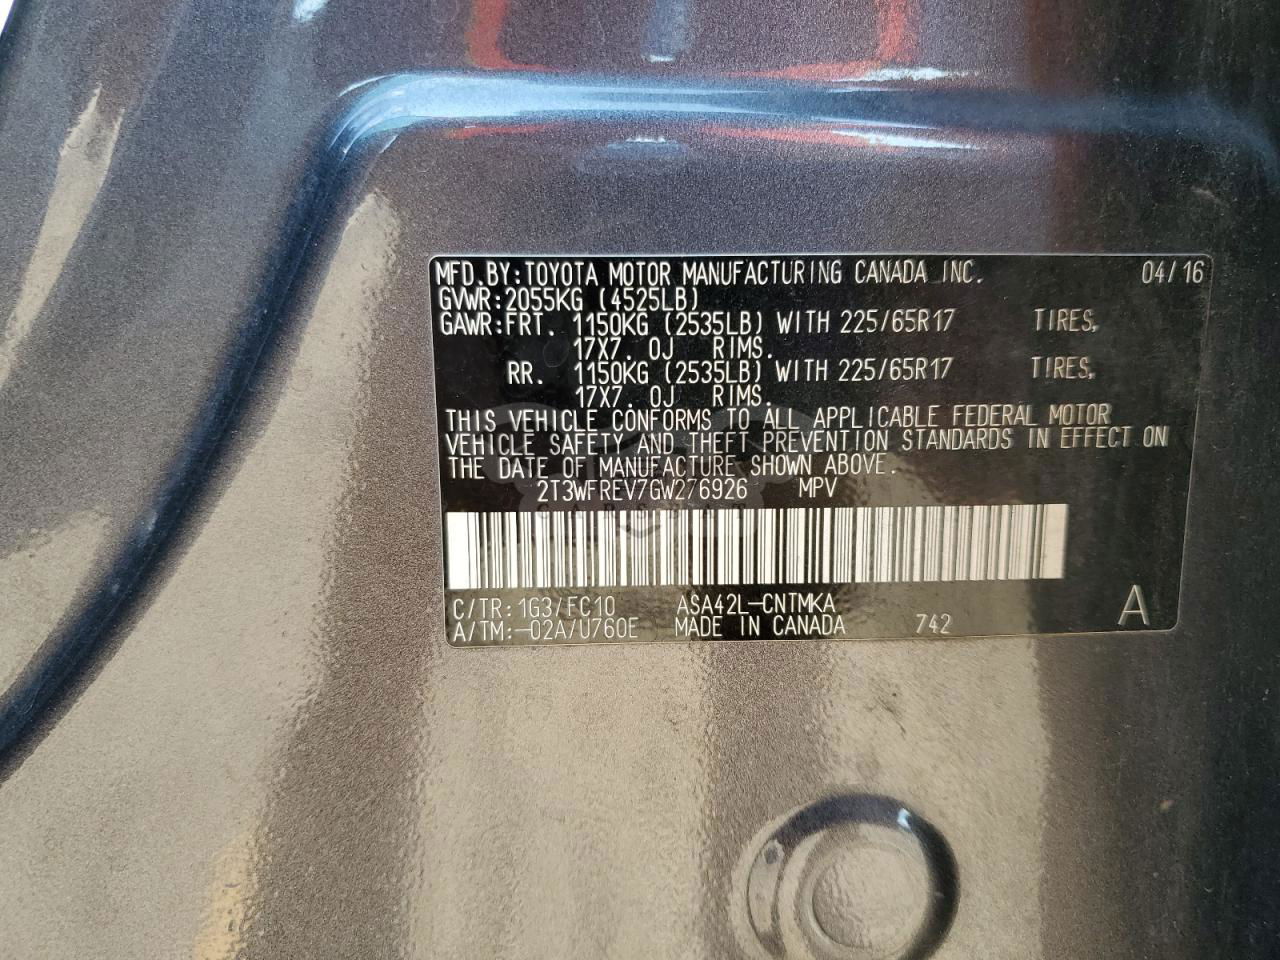 MFD.BY:TOYOTA MOTOR MANUFACTURING CANADA INC. 04/16
GVWR:2055KG (4525LB)
GAWR:FRT. 1150KG (2535LB) WITH 225/65R17 TIRES,
17X7. 0J RIMS.
RR. 1150KG (2535LB) WITH 225/65R17 TIRES,
17X7. 0J RIMS.
THIS VEHICLE CONFORMS TO ALL APPLICABLE FEDERAL MOTOR
VEHICLE SAFETY AND THEFT PREVENTION STANDARDS IN EFFECT ON
THE DATE OF MANUFACTURE SHOWN ABOVE.
2T3WFREV7GW276926 MPV
C/TR:1G3/FC10 ASA42L-CNTMKA
A/TM:-02A/U760E MADE IN CANADA 742 A